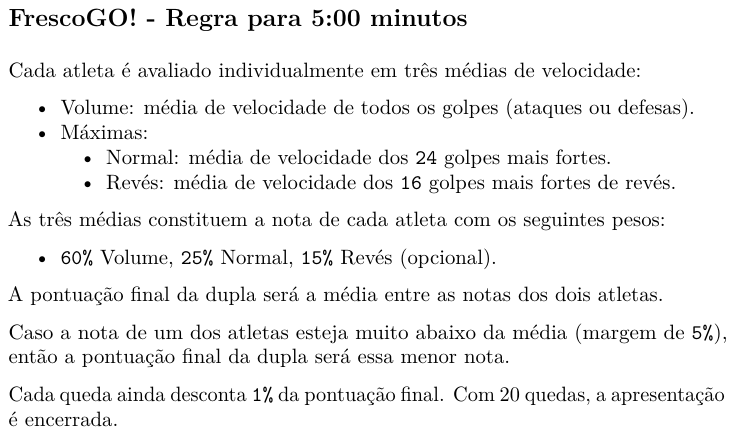 FrescoGO! - Regra para 5:00 minutos
Cada atleta é avaliado individualmente em três médias de velocidade:
• Volume: média de velocidade de todos os golpes (ataques ou defesas).
• Máximas:
• Normal: média de velocidade dos 24 golpes mais fortes.
• Revés: média de velocidade dos 16 golpes mais fortes de revés.
As três médias constituem a nota de cada atleta com os seguintes pesos:
• 60% Volume, 25% Normal, 15% Revés (opcional).
A pontuação final da dupla será a média entre as notas dos dois atletas.
Caso a nota de um dos atletas esteja muito abaixo da média (margem de 5%),
então a pontuação final da dupla será essa menor nota.
Cada queda ainda desconta 1% da pontuação final. Com 20 quedas, a apresentação
é encerrada.